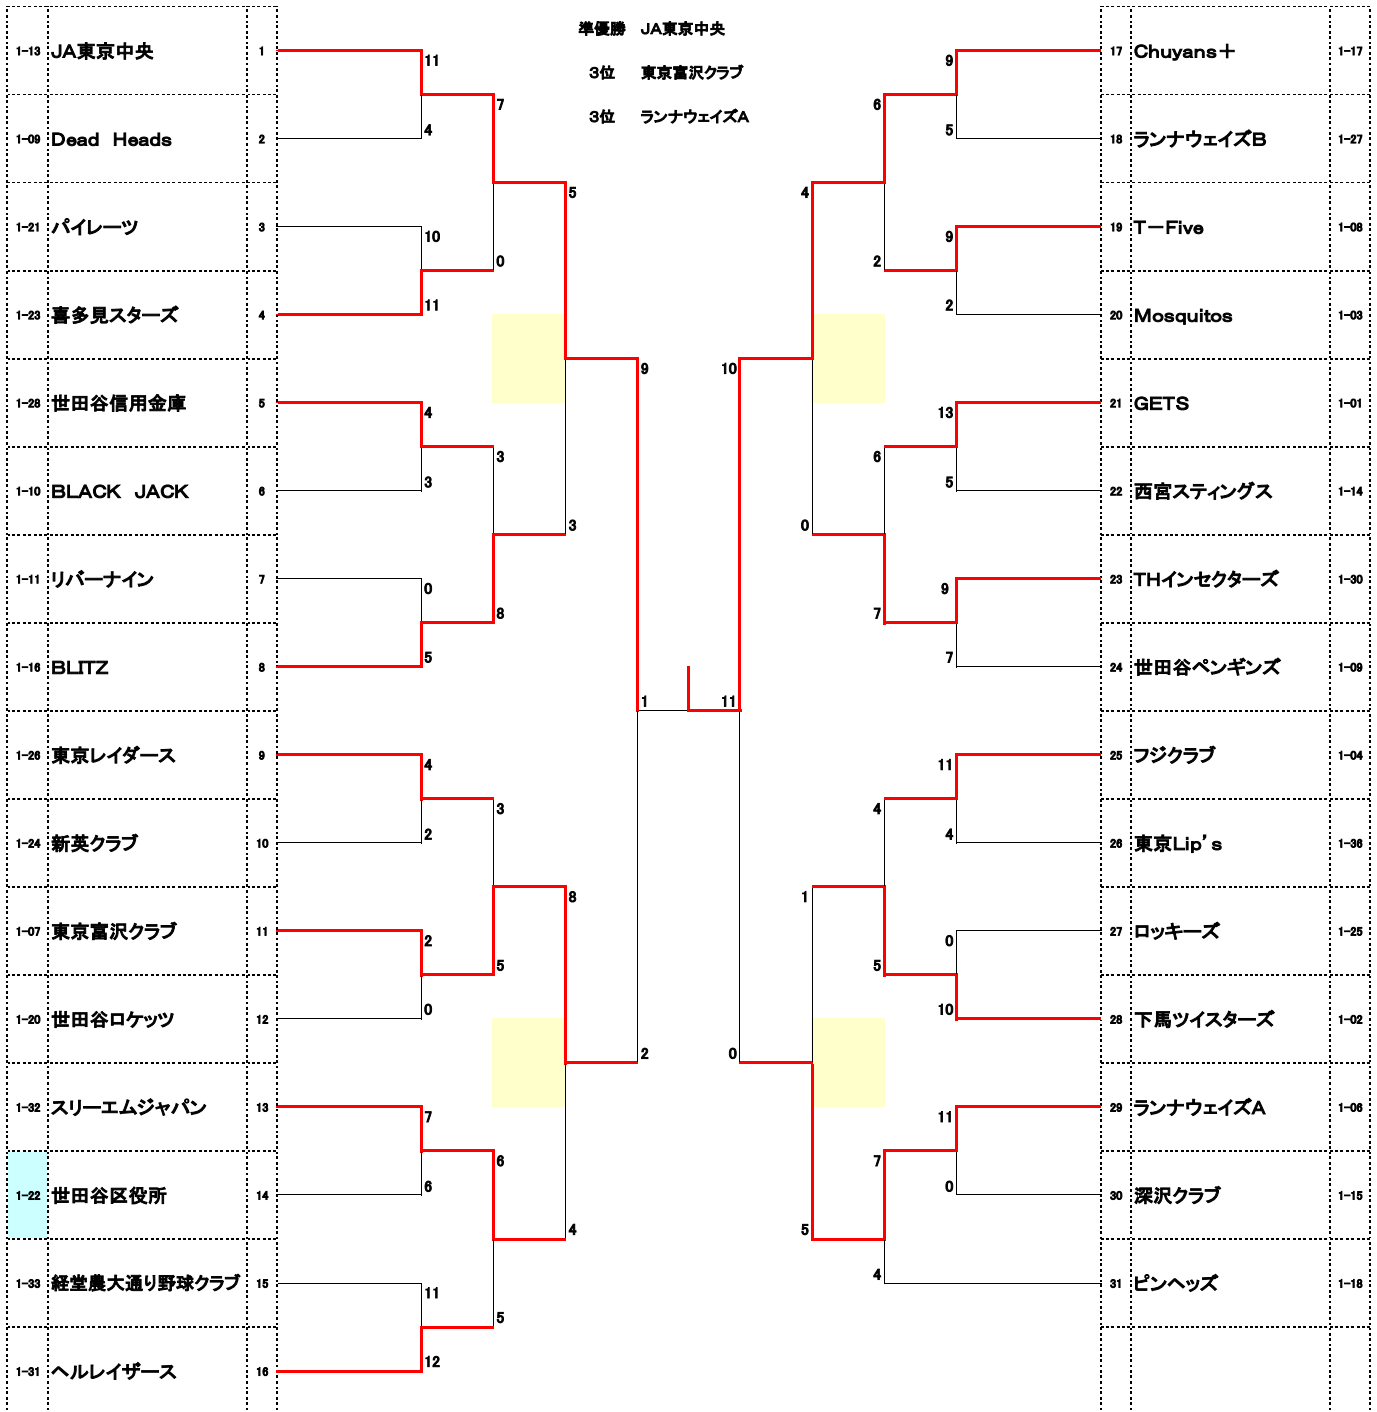 準優勝 JA東京中央
3位 東京富沢クラブ
3位 ランナウェイズA
1-13 JA東京中央 1
1-09 Dead Heads 2
1-21 パイレーツ 3
1-23 喜多見スターズ 4
1-28 世田谷信用金庫 5
1-10 BLACK JACK 6
1-11 リバーナイン 7
1-16 BLITZ 8
1-26 東京レイダース 9
1-24 新英クラブ 10
1-07 東京富沢クラブ 11
1-20 世田谷ロケッツ 12
1-32 スリーエムジャパン 13
1-22 世田谷区役所 14
1-33 経堂農大通り野球クラブ 15
1-31 ヘルレイザース 16
11
4
10
11
4
3
0
5
4
2
2
0
7
6
11
12
7
0
3
8
3
5
6
5
5
3
8
4
9
2
1
11
10
0
4
0
1
5
6
2
6
7
4
5
7
4
9
5
9
2
13
5
9
7
11
4
0
10
11
0
17 Chuyans＋ 1-17
18 ランナウェイズB 1-27
19 T－Five 1-08
20 Mosquitos 1-03
21 GETS 1-01
22 西宮スティングス 1-14
23 THインセクターズ 1-30
24 世田谷ペンギンズ 1-09
25 フジクラブ 1-04
26 東京Lip's 1-36
27 ロッキーズ 1-25
28 下馬ツイスターズ 1-02
29 ランナウェイズA 1-06
30 深沢クラブ 1-15
31 ピンヘッズ 1-18